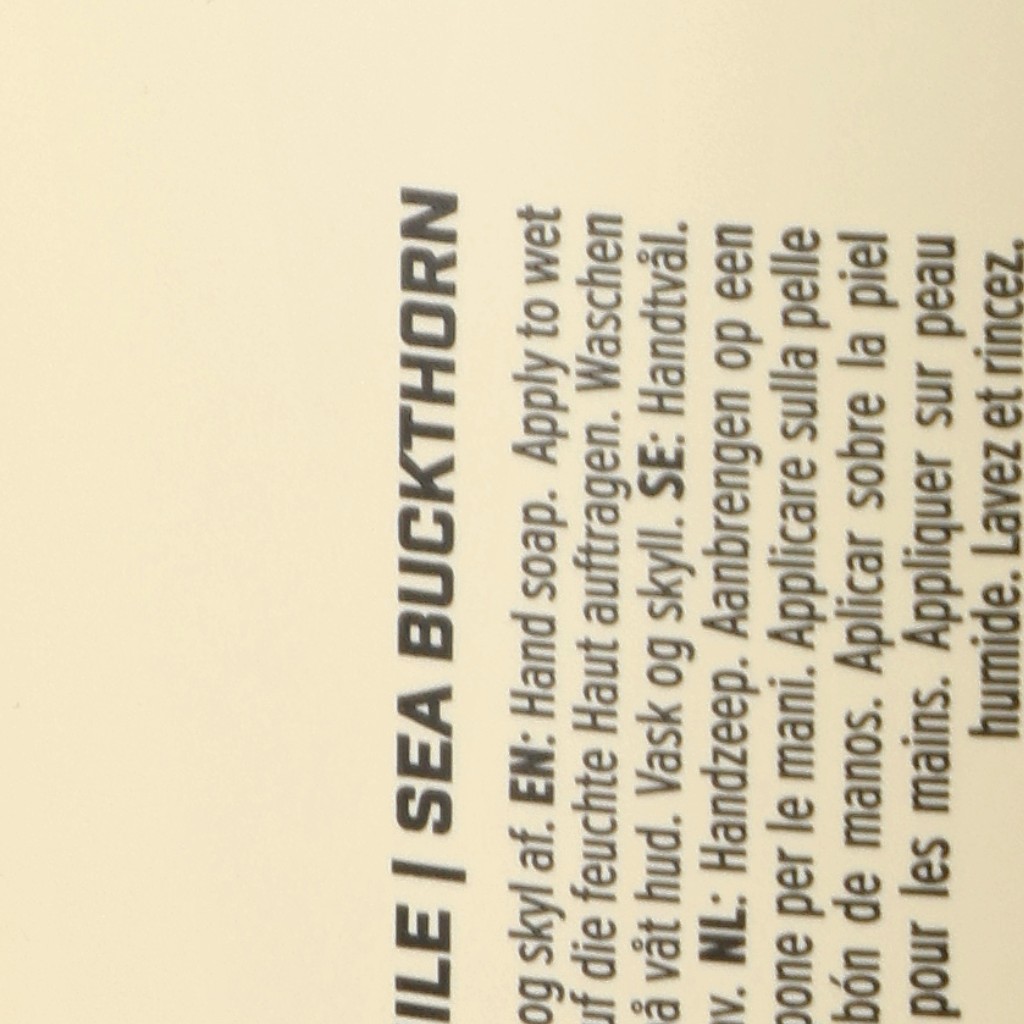 ILE | SEA BUCKTHORN
og skyl af. EN: Hand soap. Apply to wet
uf die feuchte Haut auftragen. Waschen
å våt hud. Vask og skyll. SE: Handtvål.
v. NL: Handzeep. Aanbrengen op een
pone per le mani. Applicare sulla pelle
bón de manos. Aplicar sobre la piel
pour les mains. Appliquer sur peau
humide. Lavez et rincez.